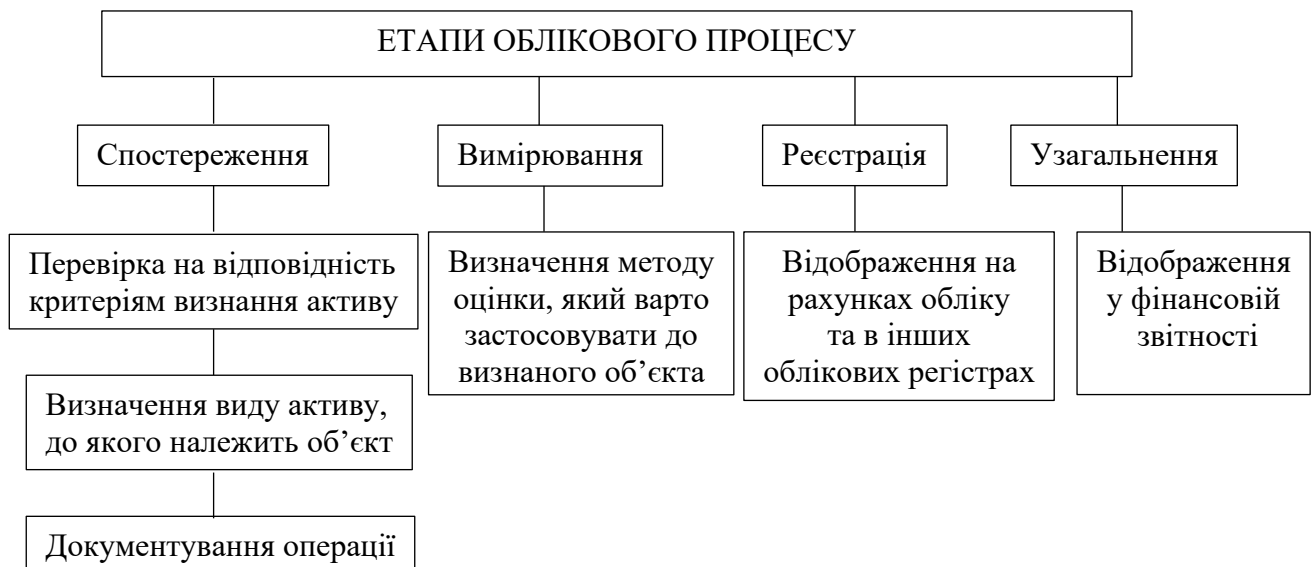 ЕТАПИ ОБЛІКОВОГО ПРОЦЕСУ
Спостереження
Вимірювання
Реєстрація
Узагальнення
Перевірка на відповідність
критеріям визнання активу
Визначення методу
оцінки, який варто
застосовувати до
визнаного об’єкта
Відображення на
рахунках обліку
та в інших
облікових регістрах
Відображення
у фінансовій
звітності
Визначення виду активу,
до якого належить об’єкт
Документування операції